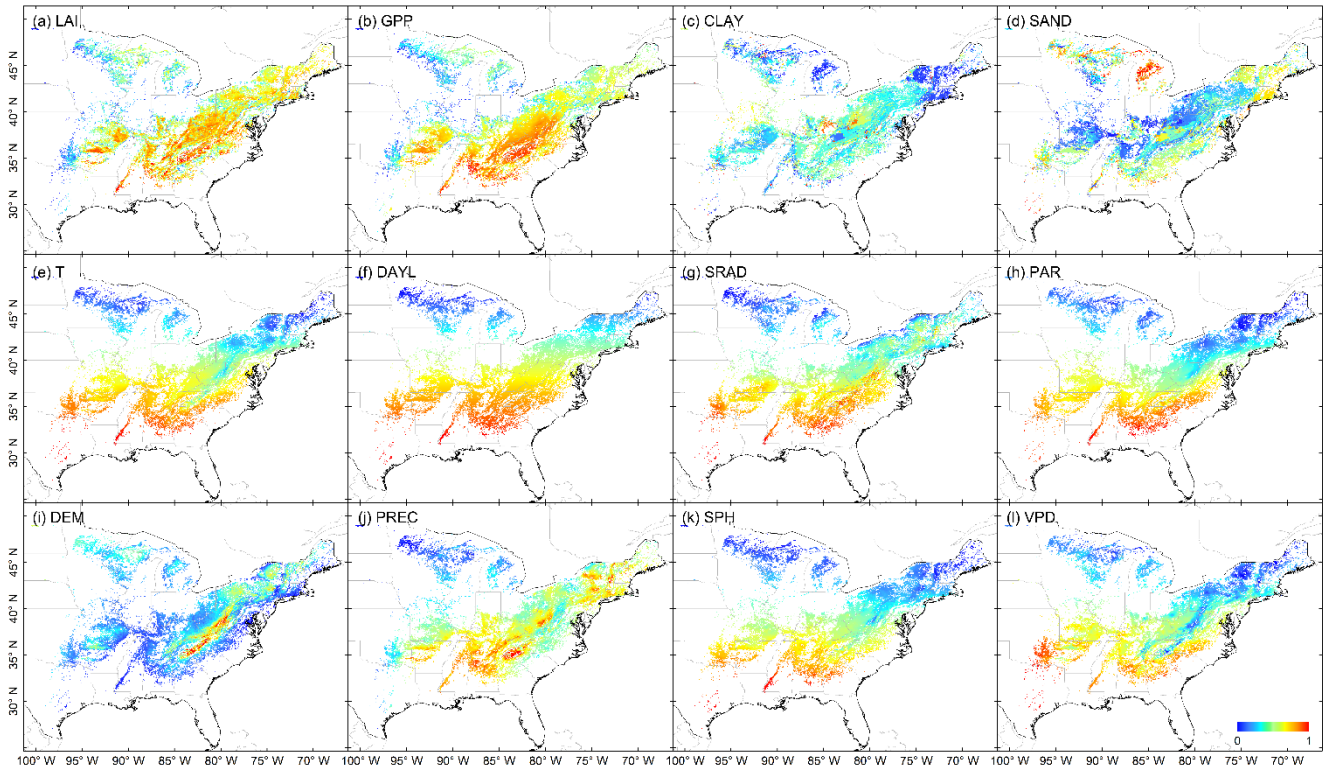 (a) LAI
(b) GPP
(c) CLAY
(d) SAND
45° N
40° N
35° N
30° N
(e) T
(f) DAYL
(g) SRAD
(h) PAR
45° N
40° N
35° N
30° N
(i) DEM
(j) PREC
(k) SPH
(l) VPD
45° N
40° N
35° N
30° N
0 1
100° W 95° W 90° W 85° W 80° W 75° W 70° W 100° W 95° W 90° W 85° W 80° W 75° W 70° W 100° W 95° W 90° W 85° W 80° W 75° W 70° W 100° W 95° W 90° W 85° W 80° W 75° W 70° W